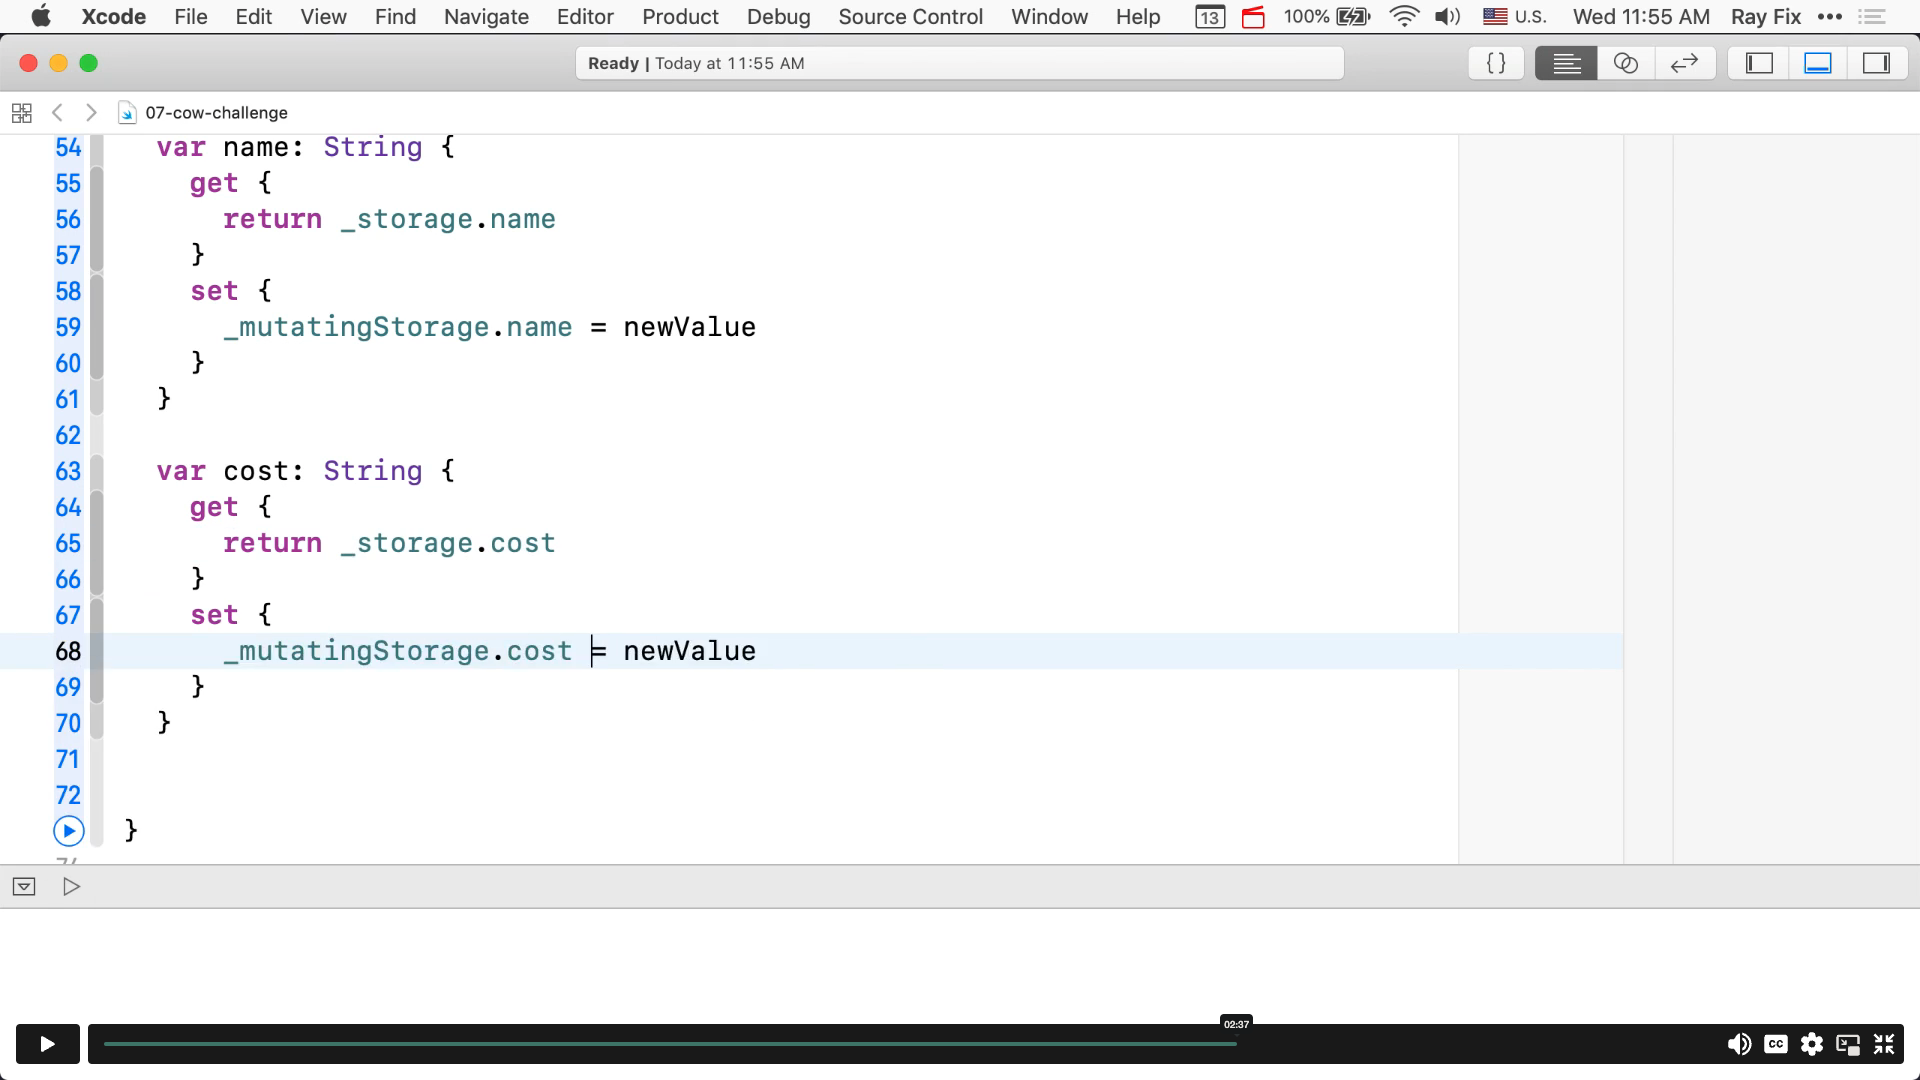 Xcode File Edit View Find Navigate Editor Product Debug Source Control Window Help 13 100% U.S. Wed 11:55 AM Ray Fix
Ready | Today at 11:55 AM { }
07-cow-challenge
54 var name: String {
55 get {
56 return _storage.name
57 }
58 set {
59 _mutatingStorage.name = newValue
60 }
61 }
62
63 var cost: String {
64 get {
65 return _storage.cost
66 }
67 set {
68 _mutatingStorage.cost = newValue
69 }
70 }
71
72
}
02:37
CC